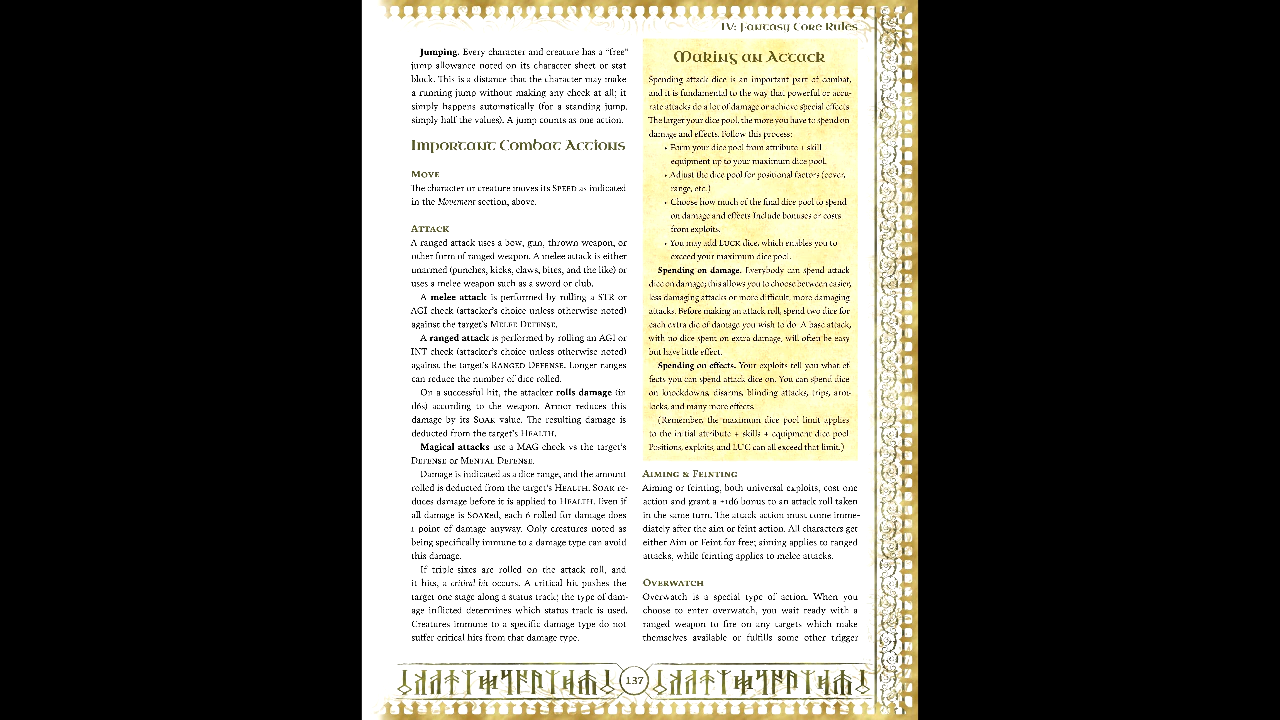 IV: Fantasy Core Rules
Jumping. Every character and creature has a "free"
jump allowance noted on its character sheet or stat
block. This is a distance that the character may make
a running jump without making any check at all; it
simply happens automatically (for a standing jump,
simply half the values). A jump counts as one action.
Important Combat Actions
Move
The character or creature moves its SPEED as indicated
in the Movement section, above.
Attack
A ranged attack uses a bow, gun, thrown weapon, or
other form of ranged weapon. A melee attack is either
unarmed (punches, kicks, claws, bites, and the like) or
uses a melee weapon such as a sword or club.
A melee attack is performed by rolling a STR or
AGI check (attacker's choice unless otherwise noted)
against the target's MELEE DEFENSE.
A ranged attack is performed by rolling an AGI or
INT check (attacker's choice unless otherwise noted)
against the target's RANGED DEFENSE. Longer ranges
can reduce the number of dice rolled.
On a successful hit, the attacker rolls damage (in
d6s) according to the weapon. Armor reduces this
damage by its SOAK value. The resulting damage is
deducted from the target's HEALTH.
Magical attacks use a MAG check vs the target's
DEFENSE or MENTAL DEFENSE.
Damage is indicated as a dice range, and the amount
rolled is deducted from the target's HEALTH. SOAK re-
duces damage before it is applied to HEALTH. Even if
all damage is SOAKed, each 6 rolled for damage does
1 point of damage anyway. Only creatures noted as
being specifically immune to a damage type can avoid
this damage.
If triple sixes are rolled on the attack roll, and
it hits, a critical hit occurs. A critical hit pushes the
target one stage along a status track; the type of dam-
age inflicted determines which status track is used.
Creatures immune to a specific damage type do not
suffer critical hits from that damage type.
Making an Attack
Spending attack dice is an important part of combat,
and it is fundamental to the way that powerful or accu-
rate attacks do a lot of damage or achieve special effects.
The larger your dice pool, the more you have to spend on
damage and effects. Follow this process:
• Form your dice pool from attribute + skill +
equipment up to your maximum dice pool.
• Adjust the dice pool for positional factors (cover,
range, etc.)
• Choose how much of the final dice pool to spend
on damage and effects. Include bonuses or costs
from exploits.
• You may add LUCK dice, which enables you to
exceed your maximum dice pool.
Spending on damage. Everybody can spend attack
dice on damage; this allows you to choose between easier,
less damaging attacks or more difficult, more damaging
attacks. Before making an attack roll, spend two dice for
each extra die of damage you wish to do. A base attack,
with no dice spent on extra damage, will often be easy
but have little effect.
Spending on effects. Your exploits tell you what ef-
fects you can spend attack dice on. You can spend dice
on knockdowns, disarms, blinding attacks, trips, arm-
locks, and many more effects.
(Remember, the maximum dice pool limit applies
to the initial attribute + skills + equipment dice pool.
Positions, exploits, and LUC can all exceed that limit.)
Aiming & Feinting
Aiming or feinting, both universal exploits, cost one
action and grant a +1d6 bonus to an attack roll taken
in the same turn. The attack action must come imme-
diately after the aim or feint action. All characters get
either Aim or Feint for free; aiming applies to ranged
attacks, while feinting applies to melee attacks.
Overwatch
Overwatch is a special type of action. When you
choose to enter overwatch, you wait ready with a
ranged weapon to fire on any targets which make
themselves available or fulfills some other trigger
137